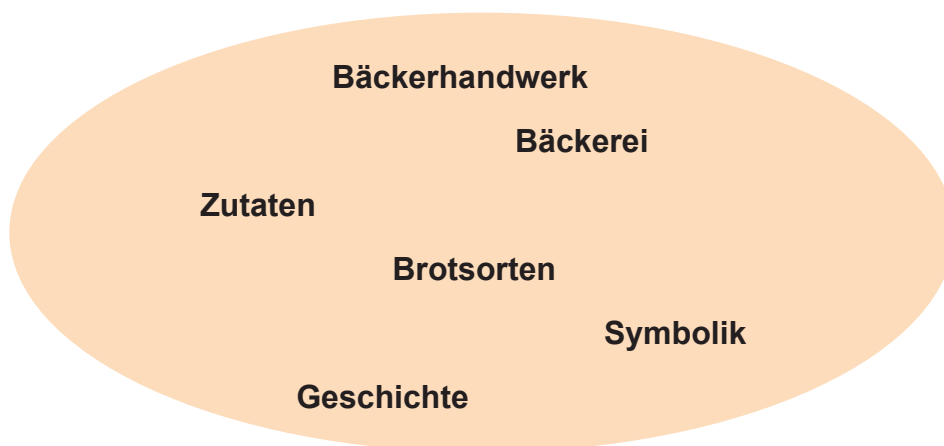 Bäckerhandwerk
Bäckerei
Zutaten
Brotsorten
Symbolik
Geschichte